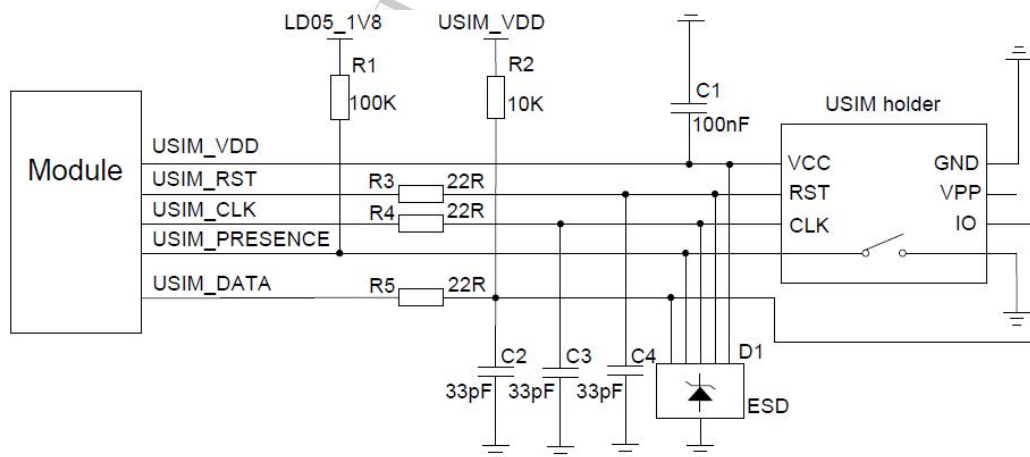 LD05_1V8 USIM_VDD
R1
100K
R2
10K
C1
100nF
USIM holder
Module
USIM_VDD
USIM_RST
R3 22R
USIM_CLK
R4 22R
USIM_PRESENCE
USIM_DATA
R5 22R
VCC GND
RST VPP
CLK IO
C2
33pF
C3
33pF
C4
33pF
D1
ESD